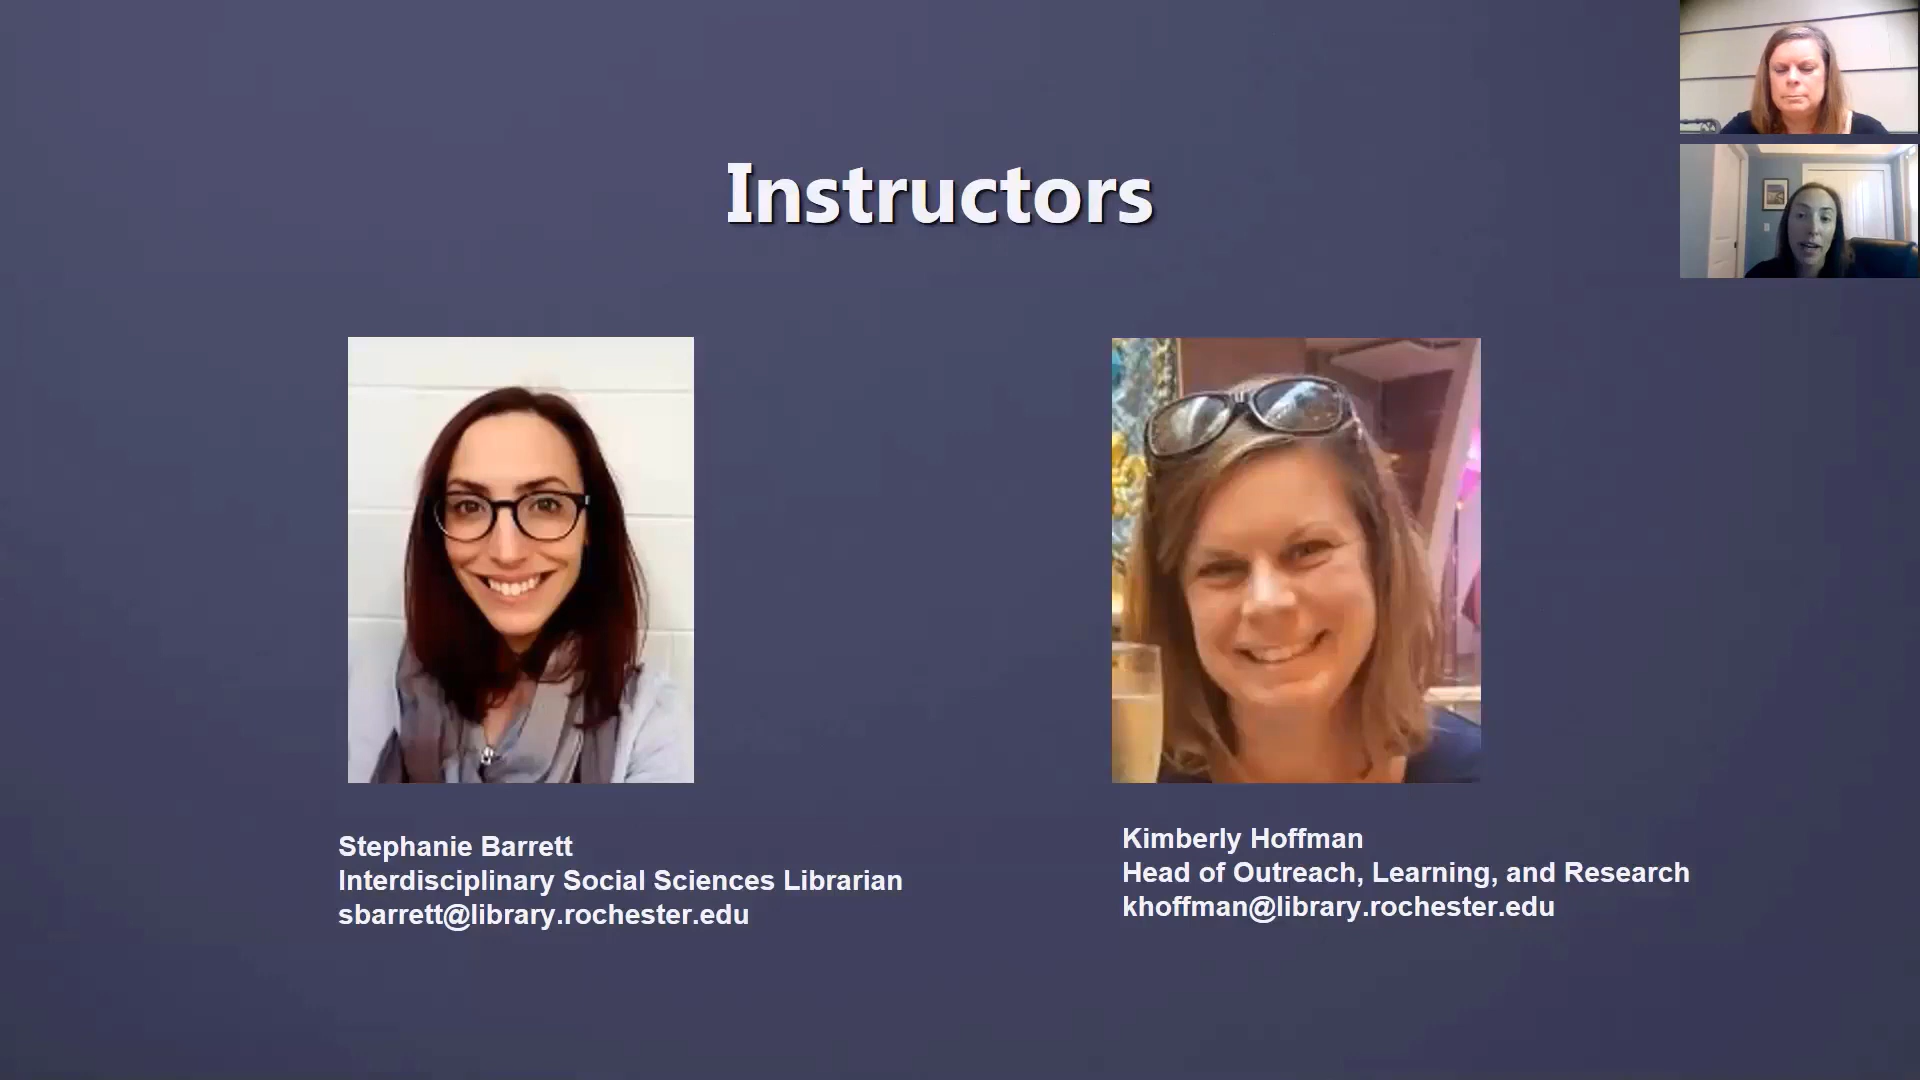 Instructors
Stephanie Barrett
Interdisciplinary Social Sciences Librarian
sbarrett@library.rochester.edu
Kimberly Hoffman
Head of Outreach, Learning, and Research
khoffman@library.rochester.edu